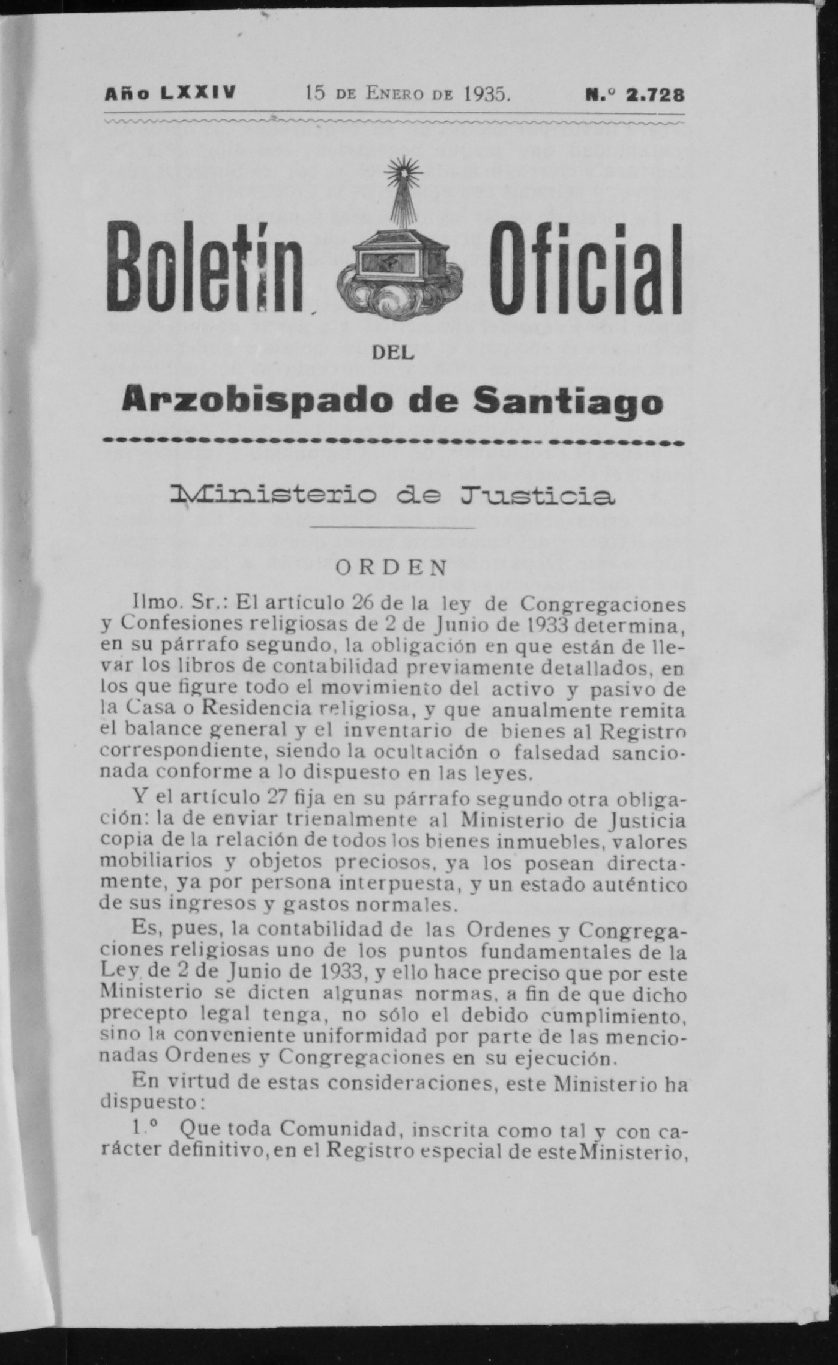 Año LXXIV 15 DE ENERO DE 1935. N.º 2.728
Boletín Oficial
DEL
Arzobispado de Santiago
Ministerio de Justicia
ORDEN
Ilmo. Sr.: El artículo 26 de la ley de Congregaciones
y Confesiones religiosas de 2 de Junio de 1933 determina,
en su párrafo segundo, la obligación en que están de lle-
var los libros de contabilidad previamente detallados, en
los que figure todo el movimiento del activo y pasivo de
la Casa o Residencia religiosa, y que anualmente remita
el balance general y el inventario de bienes al Registro
correspondiente, siendo la ocultación o falsedad sancio-
nada conforme a lo dispuesto en las leyes.
Y el artículo 27 fija en su párrafo segundo otra obliga-
ción: la de enviar trienalmente al Ministerio de Justicia
copia de la relación de todos los bienes inmuebles, valores
mobiliarios y objetos preciosos, ya los posean directa-
mente, ya por persona interpuesta, y un estado auténtico
de sus ingresos y gastos normales.
Es, pues, la contabilidad de las Ordenes y Congrega-
ciones religiosas uno de los puntos fundamentales de la
Ley de 2 de Junio de 1933, y ello hace preciso que por este
Ministerio se dicten algunas normas, a fin de que dicho
precepto legal tenga, no sólo el debido cumplimiento,
sino la conveniente uniformidad por parte de las mencio-
nadas Ordenes y Congregaciones en su ejecución.
En virtud de estas consideraciones, este Ministerio ha
dispuesto:
1.º Que toda Comunidad, inscrita como tal y con ca-
rácter definitivo, en el Registro especial de este Ministerio,